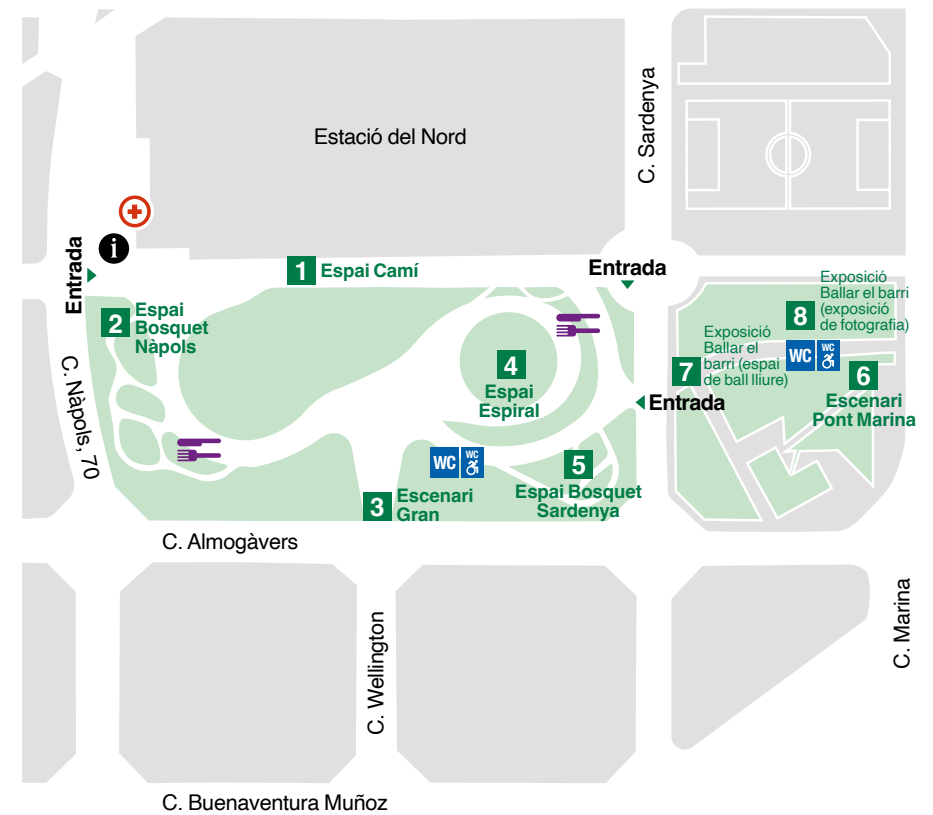 Estació del Nord
C. Sardenya
i
Entrada
1 Espai Camí
Entrada
2 Espai
Bosquet
Nàpols
Exposició
Ballar el barri
8 (exposició
de fotografia)
Exposició
Ballar el
7 barri (espai
de ball lliure)
WC WC
4
Espai
Espiral
6
Escenari
Pont Marina
Entrada
C. Nàpols, 70
WC WC
5
Espai Bosquet
Sardenya
3 Escenari
Gran
C. Almogàvers
C. Wellington
C. Marina
C. Buenaventura Muñoz